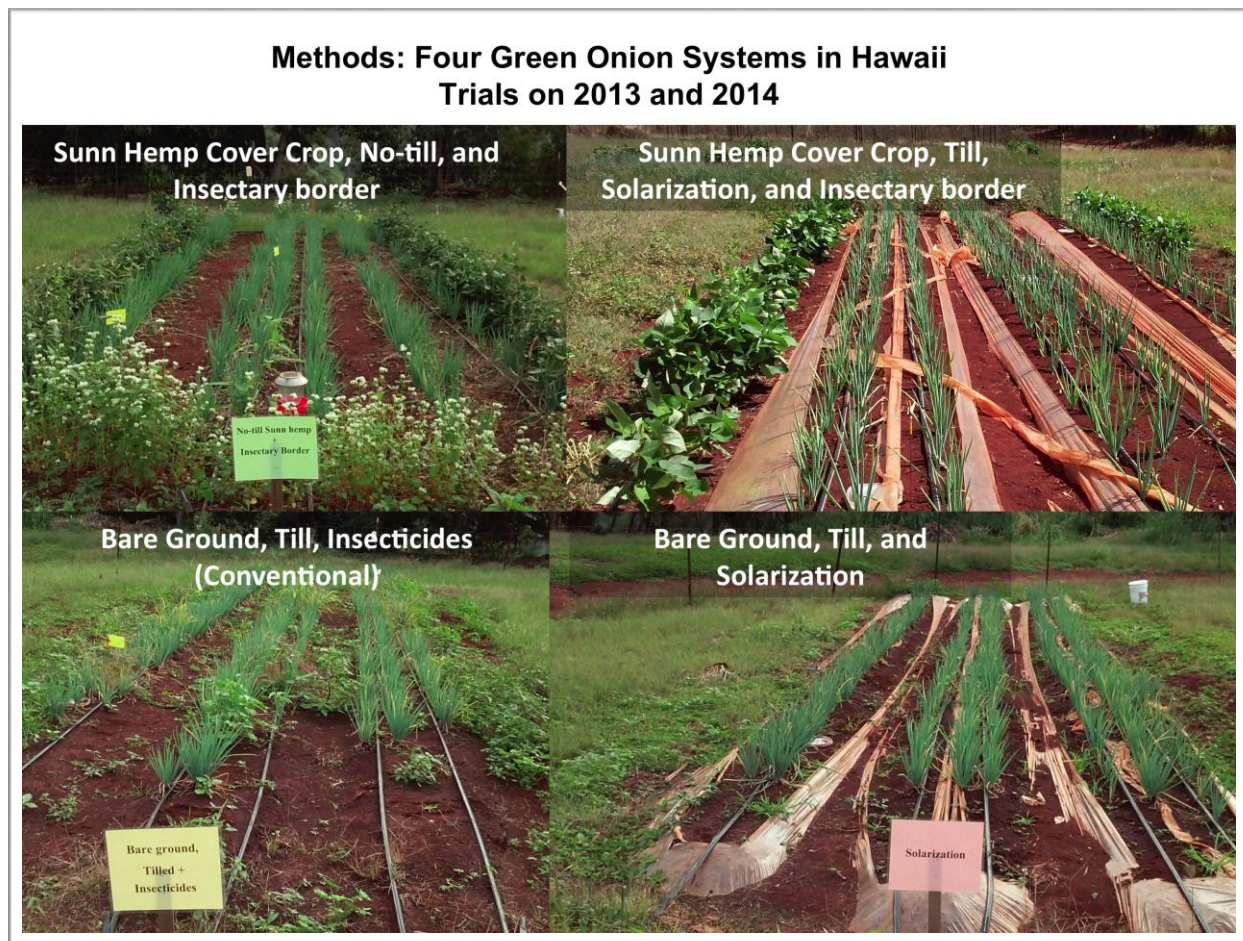 Methods: Four Green Onion Systems in Hawaii
Trials on 2013 and 2014
Sunn Hemp Cover Crop, No-till, and
Insectary border
No-till Sunn hemp
+
Insectary Border
Sunn Hemp Cover Crop, Till,
Solarization, and Insectary border
Bare Ground, Till, Insecticides
(Conventional)
Bare ground,
Tilled +
Insecticides
Bare Ground, Till, and
Solarization
Solarization